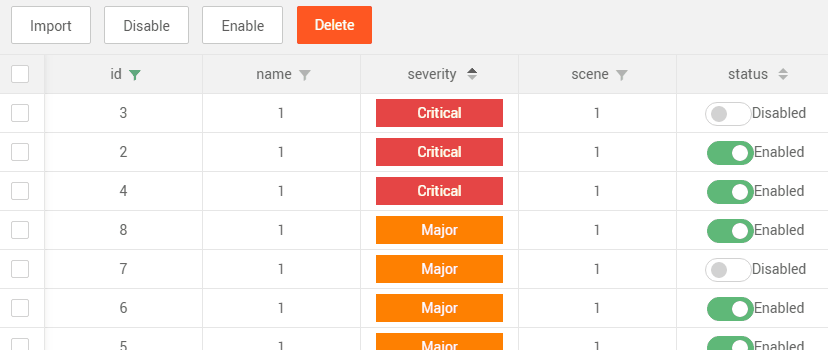 Import Disable Enable Delete
id name severity scene status
3 1 Critical 1 Disabled
2 1 Critical 1 Enabled
4 1 Critical 1 Enabled
8 1 Major 1 Enabled
7 1 Major 1 Disabled
6 1 Major 1 Enabled
5 1 Major 1 Enabled